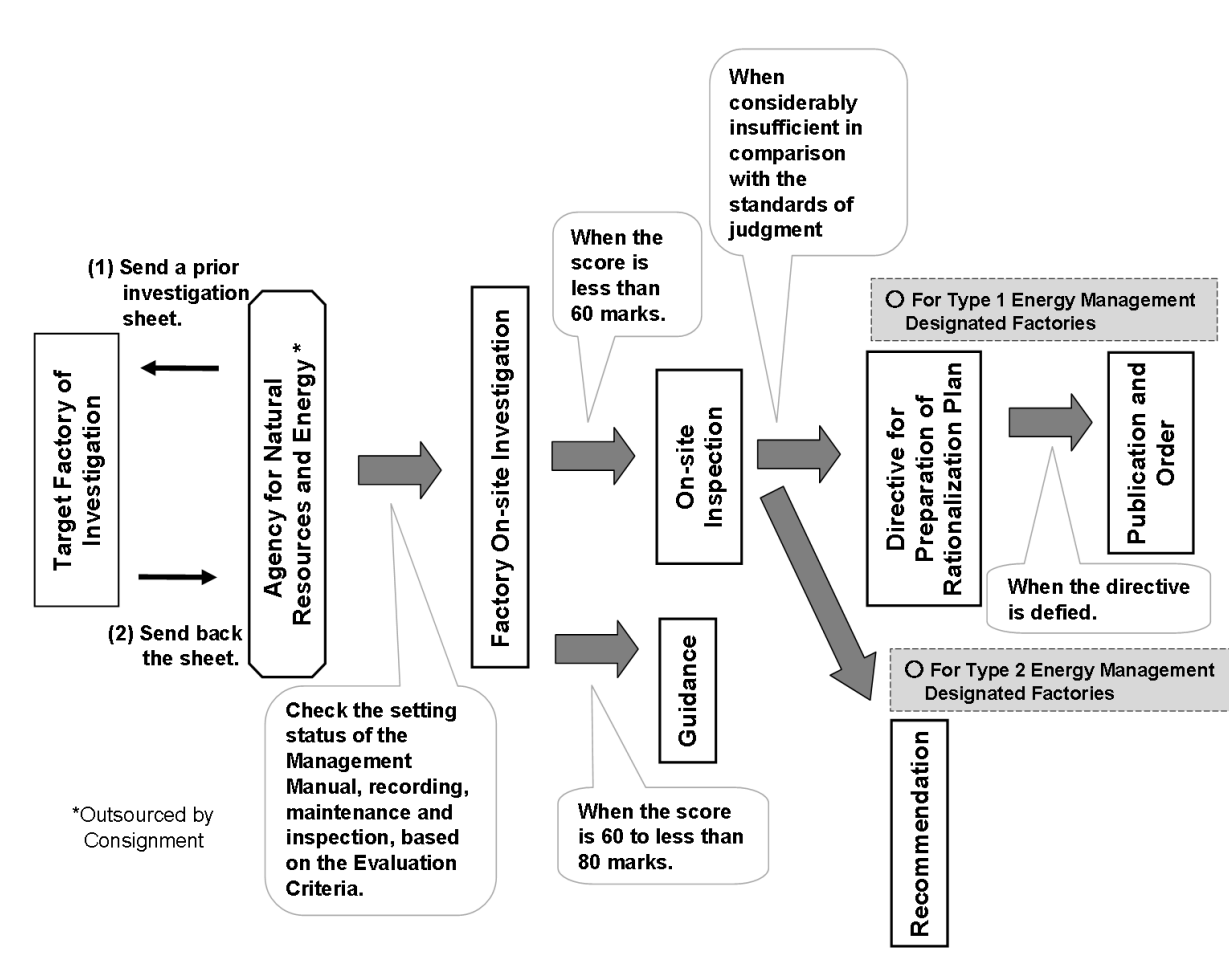 (1) Send a prior
investigation
sheet.
Target Factory of
Investigation
(2) Send back
the sheet.
Agency for Natural
Resources and Energy *
*Outsourced by
Consignment
Check the setting
status of the
Management
Manual, recording,
maintenance and
inspection, based
on the Evaluation
Criteria.
Factory On-site Investigation
When the
score is
less than
60 marks.
On-site
Inspection
Guidance
When the score
is 60 to less than
80 marks.
When
considerably
insufficient in
comparison
with the
standards of
judgment
○ For Type 1 Energy Management
Designated Factories
Directive for
Preparation of
Rationalization Plan
Publication and
Order
When the directive
is defied.
○ For Type 2 Energy Management
Designated Factories
Recommendation